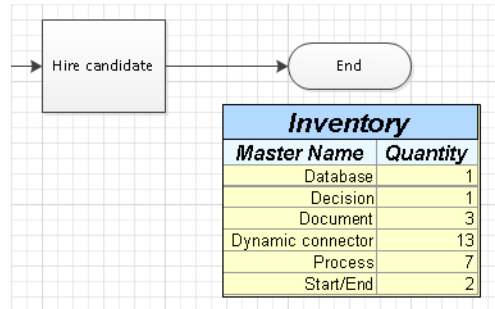 Hire candidate
End
Inventory
Master Name Quantity
Database 1
Decision 1
Document 3
Dynamic connector 13
Process 7
Start/End 2